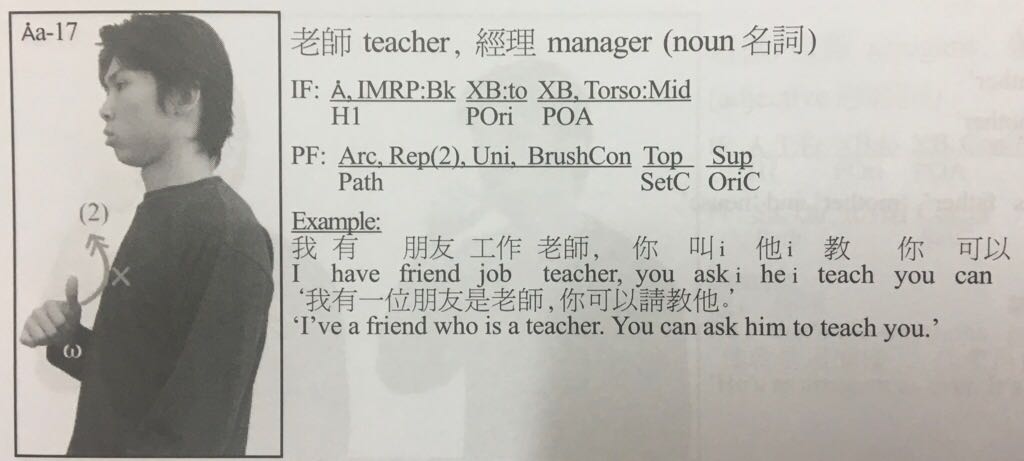 Åa-17
(2)
ω
老師 teacher, 經理 manager (noun 名詞)
IF: Å, IMRP:Bk XB:to XB, Torso:Mid
H1 POri POA
PF: Arc, Rep(2), Uni, BrushCon Top Sup
Path SetC OriC
Example:
我 有 朋友 工作 老師, 你 叫i 他i 教 你 可以
I have friend job teacher, you ask i he i teach you can
‘我有一位朋友是老師,你可以請教他。’
‘I've a friend who is a teacher. You can ask him to teach you.’